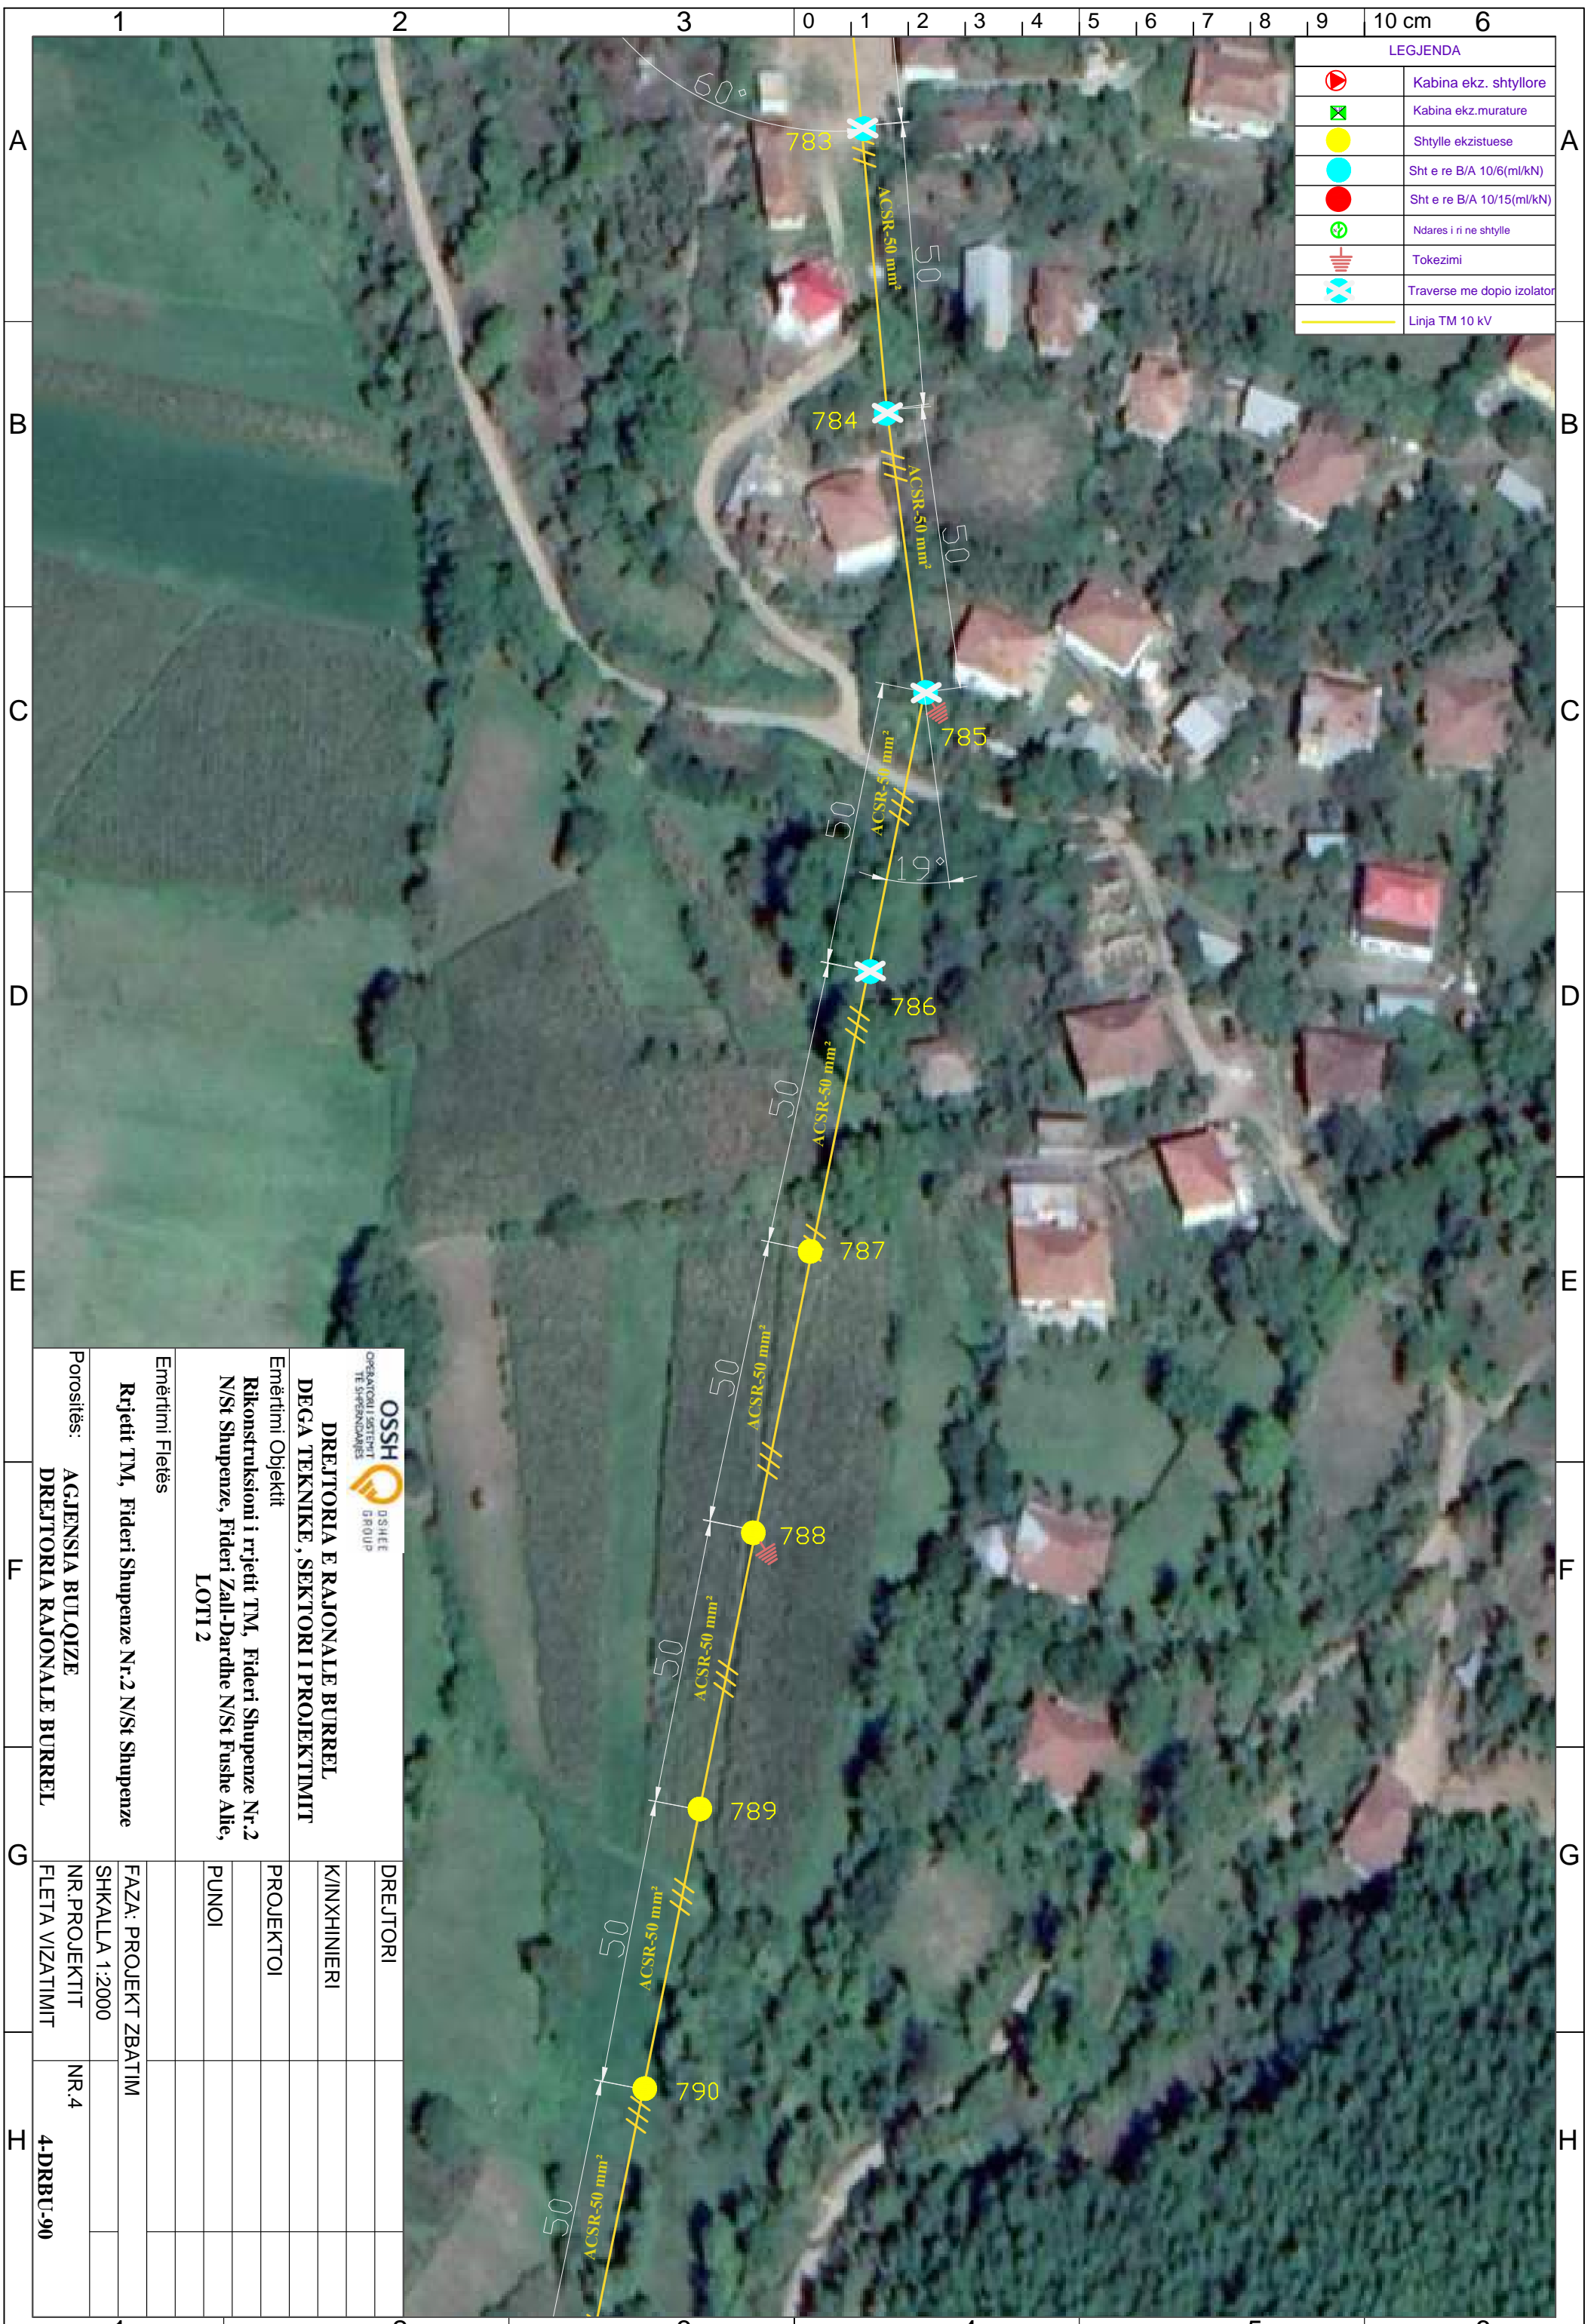 1 2 3 0 1 2 3 4 5 6 7 8 9 10 cm 6
LEGJENDA
Kabina ekz. shtyllore
Kabina ekz.murature
Shtylle ekzistuese
Sht e re B/A 10/6(ml/kN)
Sht e re B/A 10/15(ml/kN)
Ndares i ri ne shtylle
Tokezimi
Traverse me dopio izolator
Linja TM 10 kV
A A
B B
C C
D D
E E
F F
G G
H H
60°
783
ACSR-50 mm²
50
784
ACSR-50 mm²
50
785
ACSR-50 mm²
50
19°
786
ACSR-50 mm²
50
787
ACSR-50 mm²
50
788
ACSR-50 mm²
50
789
ACSR-50 mm²
50
790
ACSR-50 mm²
50
OSSH
OPERATORI I SISTEMIT
TË SHPËRNDARJES
OSHEE
GROUP
DREJTORIA E RAJONALE BURREL
DEGA TEKNIKE , SEKTORI I PROJEKTIMIT
Emërtimi Objektit
Rikonstruksioni i rrjetit TM, Fideri Shupenze Nr.2
N/St Shupenze, Fideri Zall-Dardhe N/St Fushe Alie,
LOTI 2
Emërtimi Fletës
Rrjetit TM, Fideri Shupenze Nr.2 N/St Shupenze
Porositës:
AGJENSIA BULQIZE
DREJTORIA RAJONALE BURREL
DREJTORI
K/INXHINIERI
PROJEKTOI
PUNOI
FAZA: PROJEKT ZBATIM
SHKALLA 1:2000
NR.PROJEKTIT NR.4
FLETA VIZATIMIT 4-DRBU-90